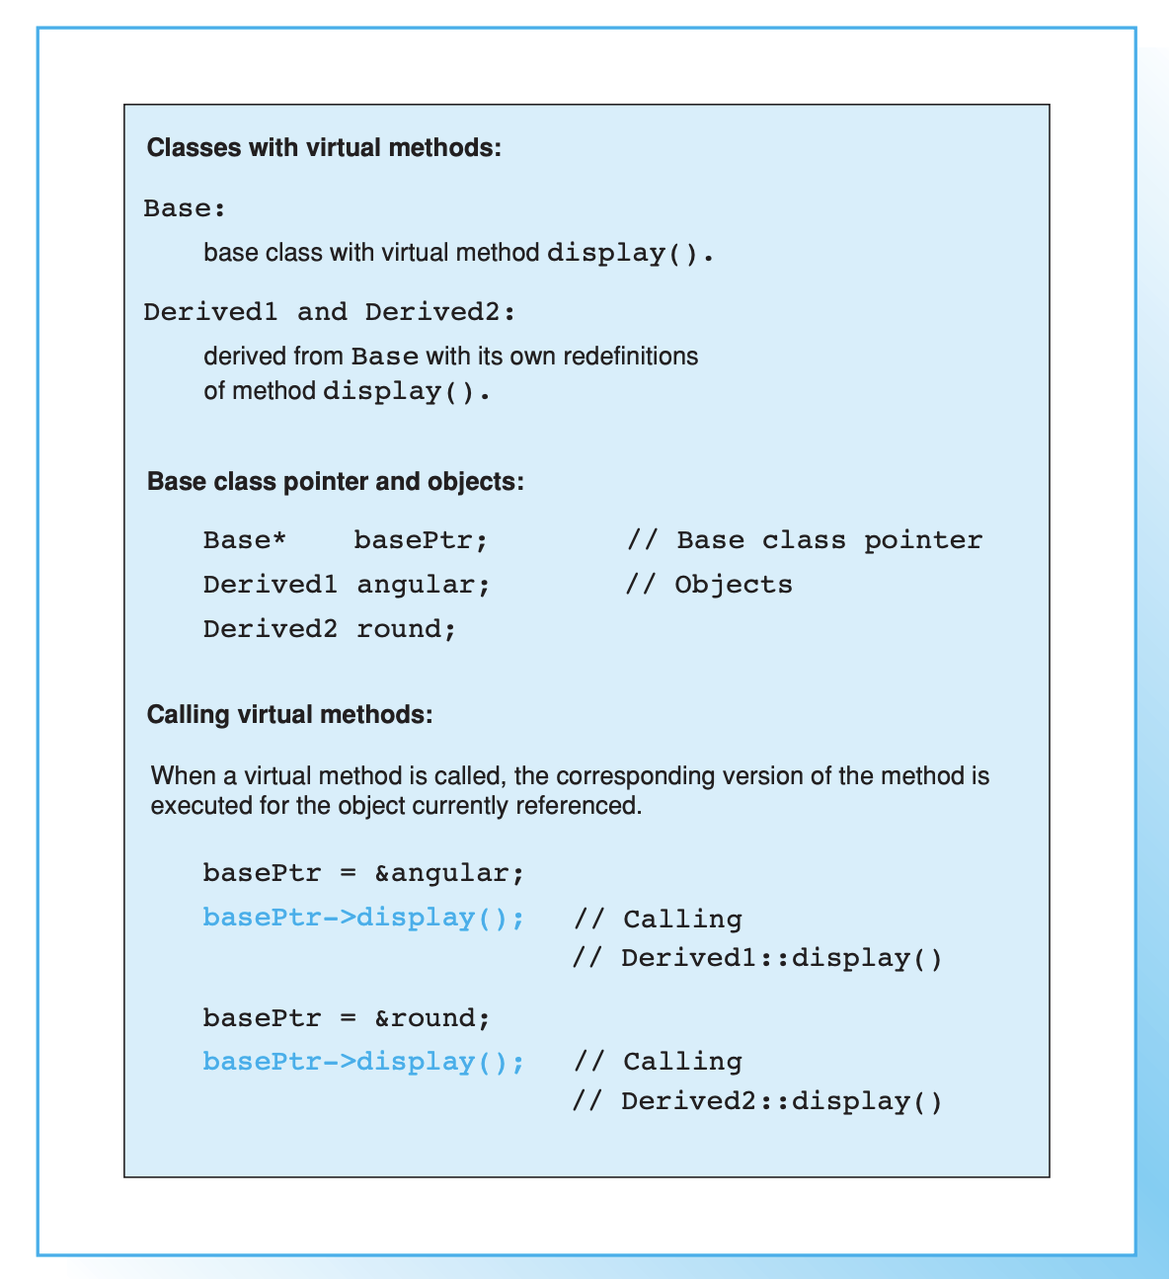 Classes with virtual methods:
Base:
base class with virtual method display().
Derived1 and Derived2:
derived from Base with its own redefinitions
of method display().
Base class pointer and objects:
Base* basePtr; // Base class pointer
Derived1 angular; // Objects
Derived2 round;
Calling virtual methods:
When a virtual method is called, the corresponding version of the method is
executed for the object currently referenced.
basePtr = &angular;
basePtr->display(); // Calling
// Derived1::display()
basePtr = &round;
basePtr->display(); // Calling
// Derived2::display()